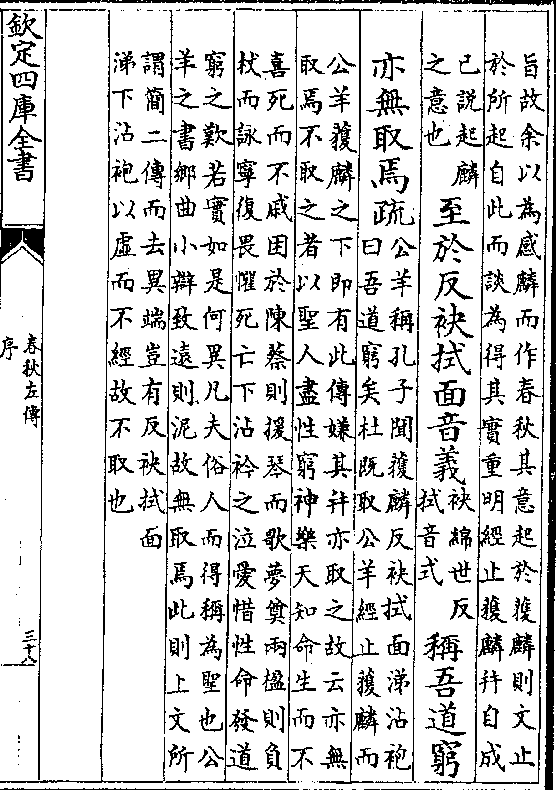 旨故余以為感麟而作春秋其意起於獲麟則文止
於所起自此而談為得其實重明經止獲麟幷自成
已說起麟
之意也
至於反袂拭面音義
袂綿世反
拭音式
稱吾道窮
亦無取焉疏
公羊稱孔子聞獲麟反袂拭面涕沾袍
曰吾道窮矣杜既取公羊經止獲麟而
公羊獲麟之下即有此傳嫌其幷亦取之故云亦無
取焉不取之者以聖人盡性窮神樂天知命生而不
喜死而不戚困於陳蔡則援琴而歌夢奠兩楹則負
杖而詠寧復畏懼死亡下沾衿之泣愛惜性命發道
窮之歎若實如是何異凡夫俗人而得稱為聖也公
羊之書鄉曲小辯致遠則泥故無取焉此則上文所
謂簡二傳而去異端豈有反袂拭面
涕下沾袍以虛而不經故不取也
欽定四庫全書
春秋左傳
序
三十八